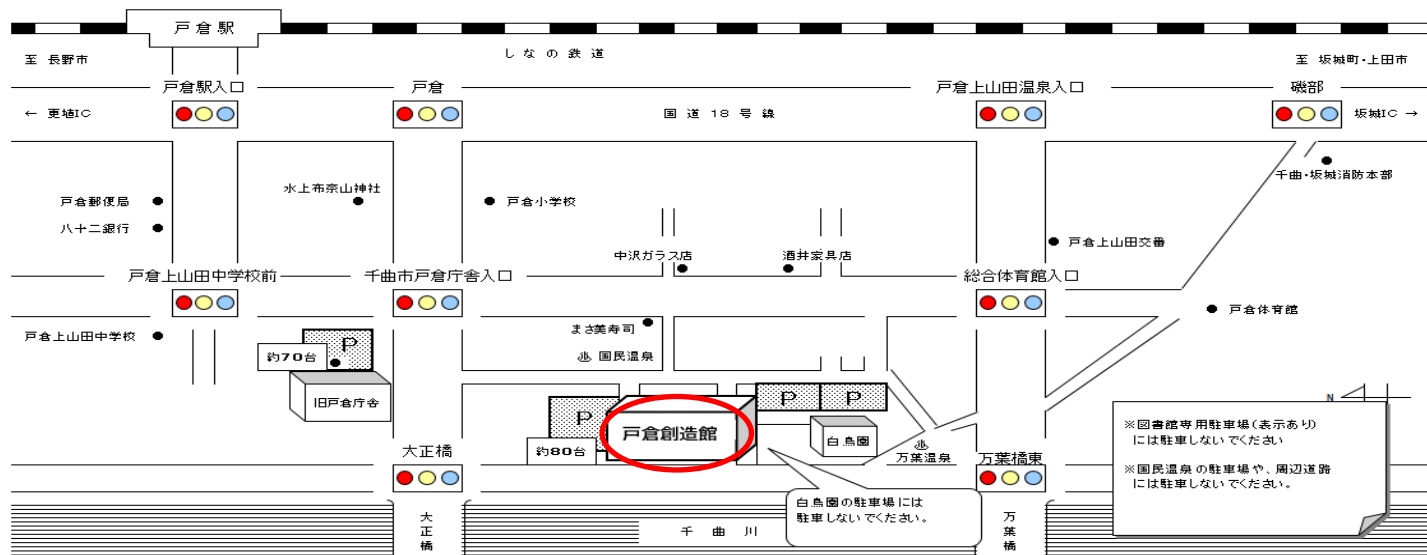 戸倉駅
しなの鉄道
至 長野市
至 坂城町・上田市
戸倉駅入口
戸倉
戸倉上山田温泉入口
磯部
← 更埴IC
国道18号線
坂城IC →
千曲・坂城消防本部
戸倉郵便局
水上布奈山神社
戸倉小学校
八十二銀行
戸倉上山田交番
中沢ガラス店
酒井家具店
戸倉上山田中学校前
千曲市戸倉庁舎入口
総合体育館入口
戸倉体育館
戸倉上山田中学校
まさ美寿司
P
約70台
国民温泉
旧戸倉庁舎
P
P
P
N
戸倉創造館
白鳥園
約80台
万葉温泉
※図書館専用駐車場(表示あり)
には駐車しないでください
※国民温泉の駐車場や、周辺道路
には駐車しないでください。
大正橋
万葉橋東
白鳥園の駐車場には
駐車しないでください。
大正橋
千曲川
万葉橋